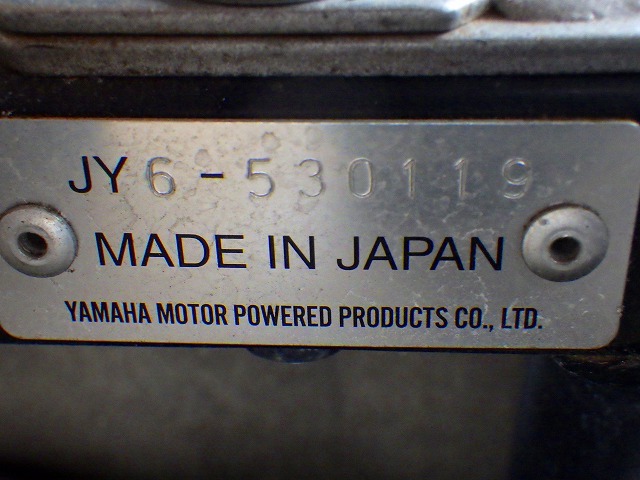 JY6-530119
MADE IN JAPAN
YAMAHA MOTOR POWERED PRODUCTS CO., LTD.